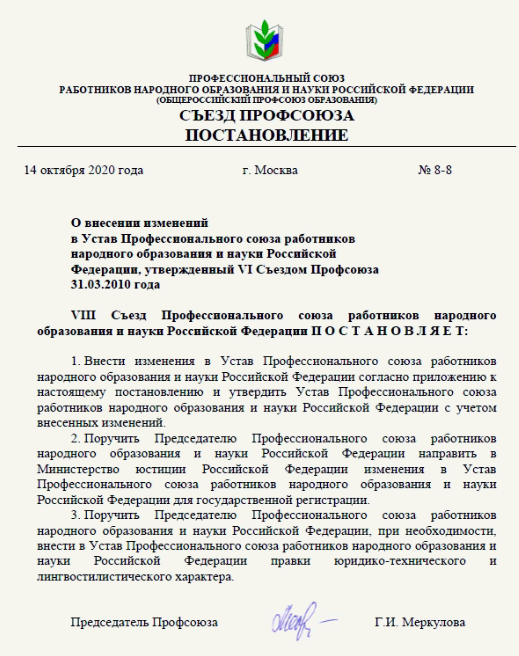 ПРОФЕССИОНАЛЬНЫЙ СОЮЗ
РАБОТНИКОВ НАРОДНОГО ОБРАЗОВАНИЯ И НАУКИ РОССИЙСКОЙ ФЕДЕРАЦИИ
(ОБЩЕРОССИЙСКИЙ ПРОФСОЮЗ ОБРАЗОВАНИЯ)
СЪЕЗД ПРОФСОЮЗА
ПОСТАНОВЛЕНИЕ
14 октября 2020 года г. Москва № 8-8
О внесении изменений
в Устав Профессионального союза работников
народного образования и науки Российской
Федерации, утвержденный VI Съездом Профсоюза
31.03.2010 года
VIII Съезд Профессионального союза работников народного
образования и науки Российской Федерации П О С Т А Н О В Л Я Е Т:
1. Внести изменения в Устав Профессионального союза работников
народного образования и науки Российской Федерации согласно приложению к
настоящему постановлению и утвердить Устав Профессионального союза
работников народного образования и науки Российской Федерации с учетом
внесенных изменений.
2. Поручить Председателю Профессионального союза работников
народного образования и науки Российской Федерации направить в
Министерство юстиции Российской Федерации изменения в Устав
Профессионального союза работников народного образования и науки
Российской Федерации для государственной регистрации.
3. Поручить Председателю Профессионального союза работников
народного образования и науки Российской Федерации, при необходимости,
внести в Устав Профессионального союза работников народного образования и
науки Российской Федерации правки юридико-технического и
лингвостилистического характера.
Председатель Профсоюза Г.И. Меркулова